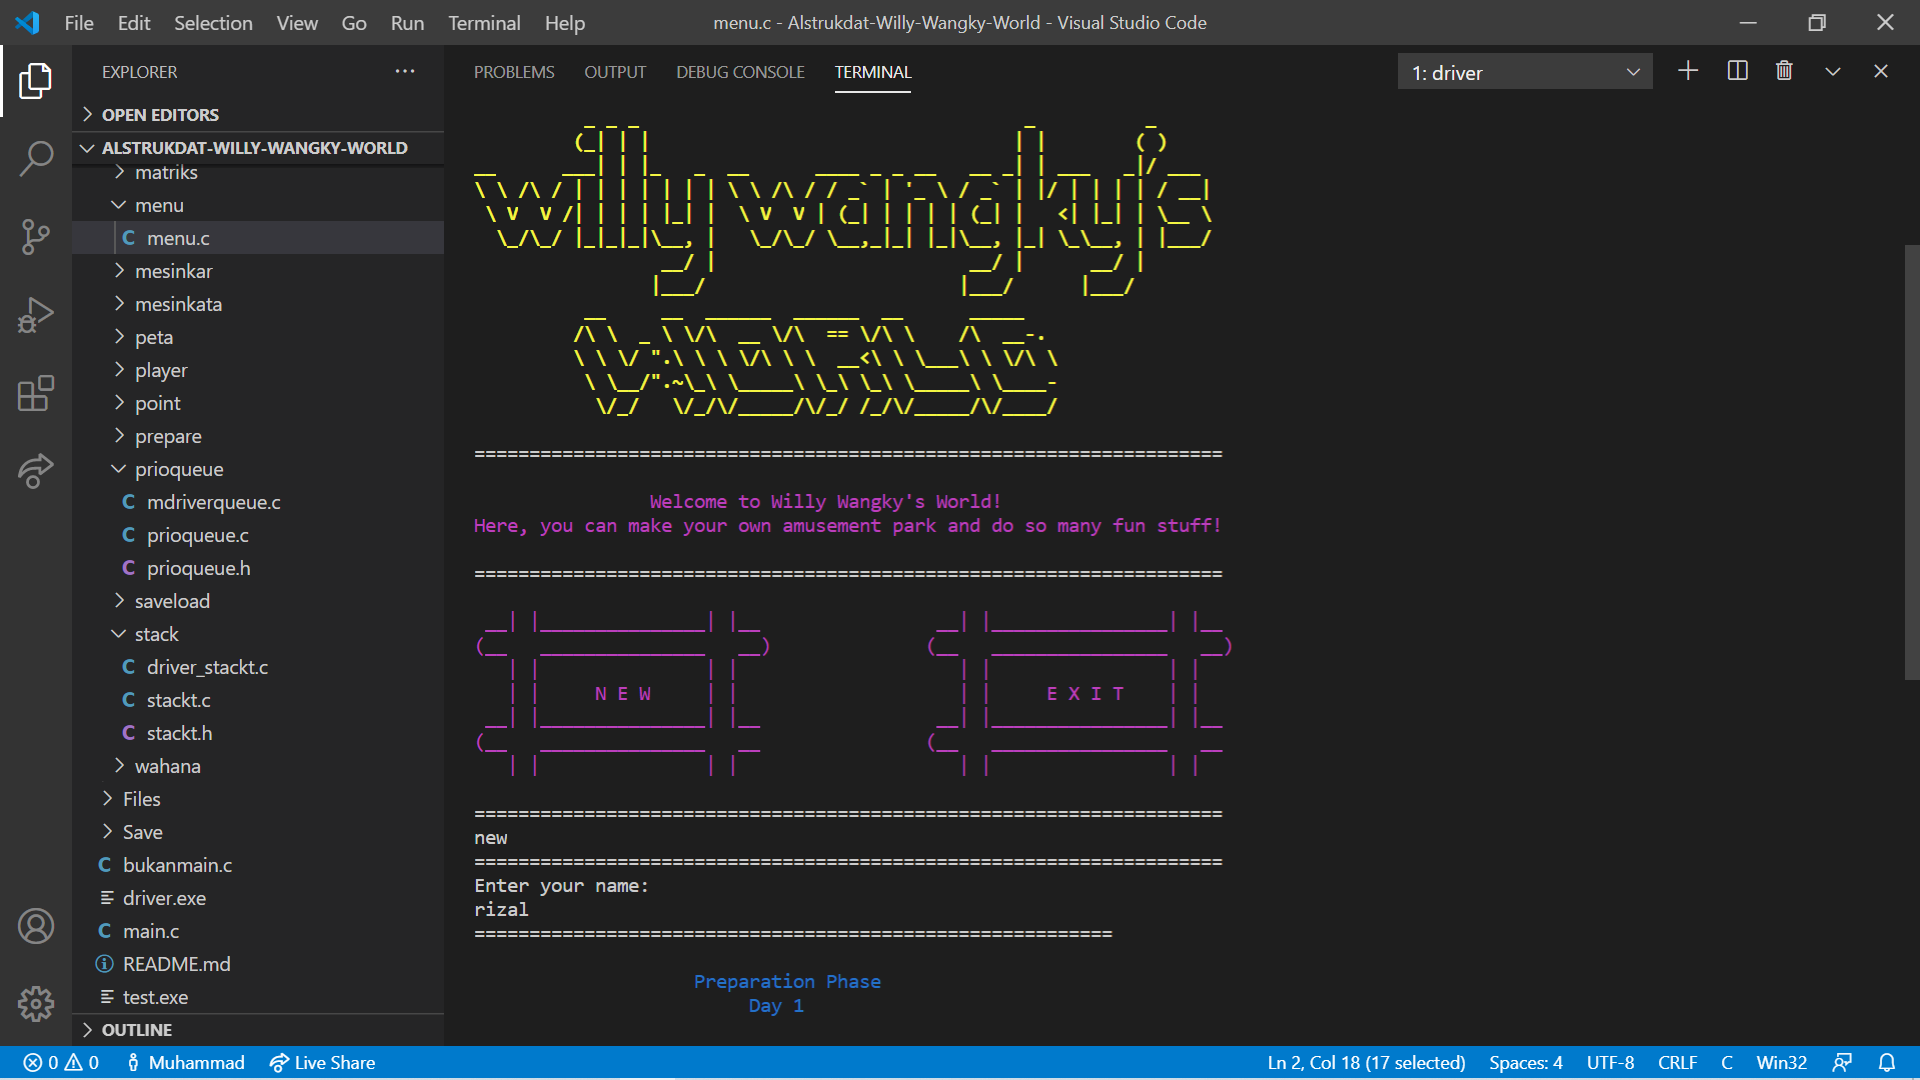 File Edit Selection View Go Run Terminal Help
menu.c - Alstrukdat-Willy-Wangky-World - Visual Studio Code
EXPLORER
OPEN EDITORS
ALSTRUKDAT-WILLY-WANGKY-WORLD
matriks
menu
C menu.c
mesinkar
mesinkata
peta
player
point
prepare
prioqueue
C mdriverqueue.c
C prioqueue.c
C prioqueue.h
saveload
stack
C driver_stackt.c
C stackt.c
C stackt.h
wahana
Files
Save
C bukanmain.c
driver.exe
C main.c
README.md
test.exe
OUTLINE
PROBLEMS OUTPUT DEBUG CONSOLE TERMINAL
1: driver
willy wangky's
WORLD
====================================================================
Welcome to Willy Wangky's World!
Here, you can make your own amusement park and do so many fun stuff!
====================================================================
N E W E X I T
====================================================================
new
====================================================================
Enter your name:
rizal
==========================================================
Preparation Phase
Day 1
0 0 Muhammad Live Share Ln 2, Col 18 (17 selected) Spaces: 4 UTF-8 CRLF C Win32